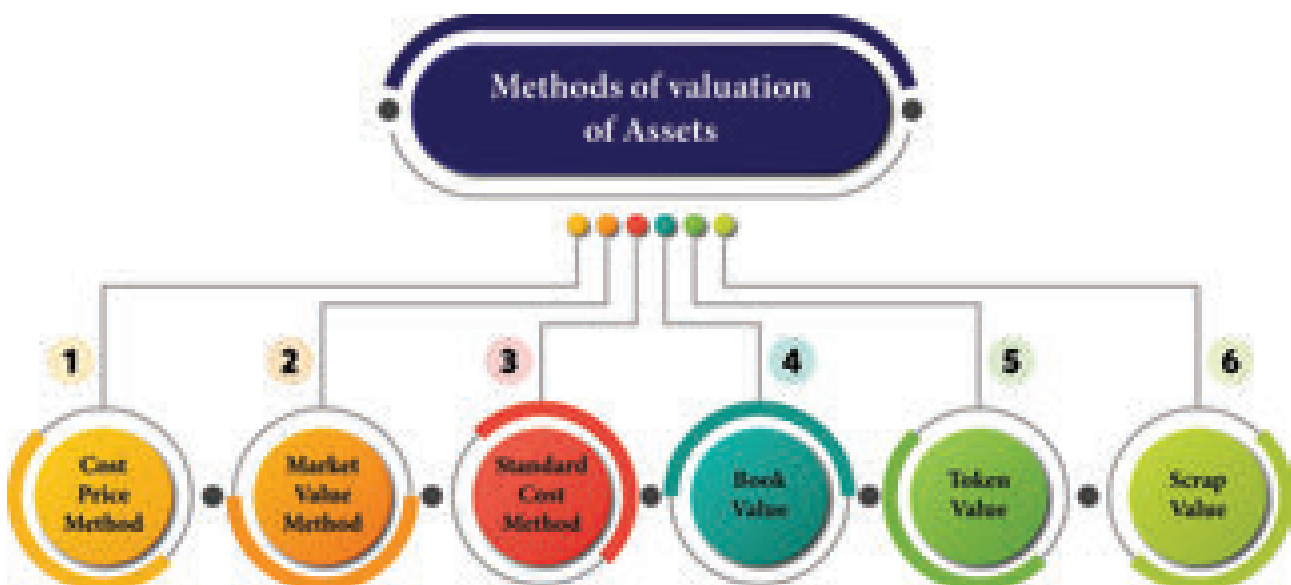 Methods of valuation
of Assets
1
2
3
4
5
6
Cost
Price
Method
Market
Value
Method
Standard
Cost
Method
Book
Value
Token
Value
Scrap
Value